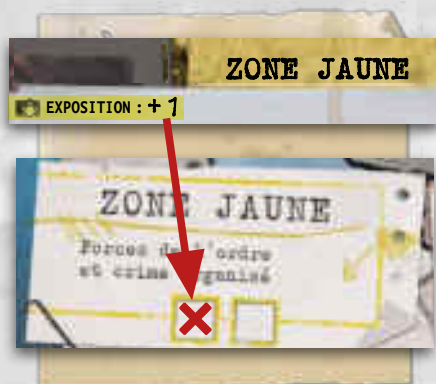 ZONE JAUNE
EXPOSITION : + 1
ZONE JAUNE
Forces de l'ordre
et crime organisé